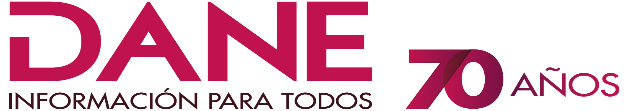 DANE
INFORMACIÓN PARA TODOS
70 AÑOS